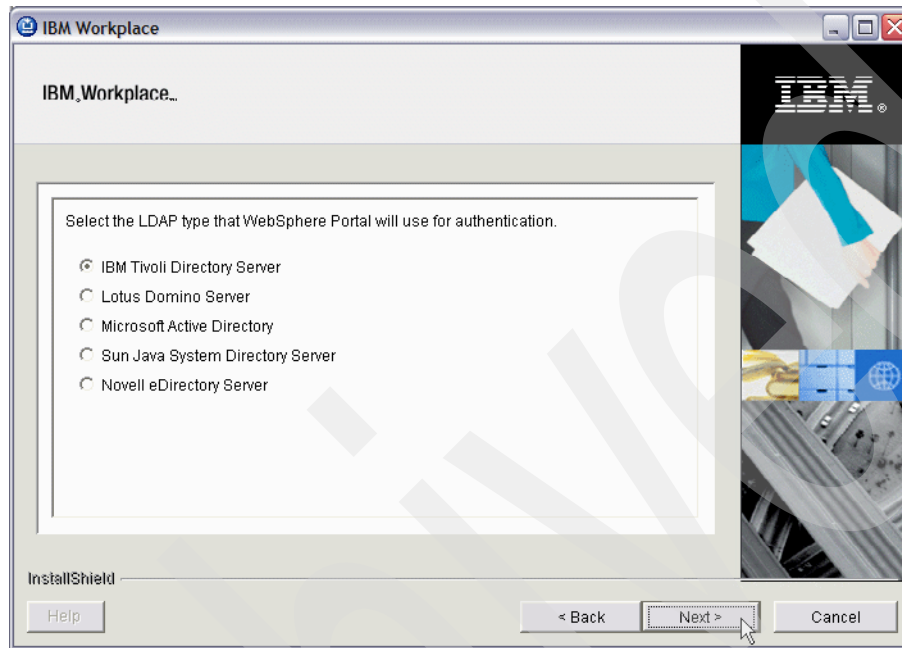 IBM Workplace
IBM Workplace
IBM
Select the LDAP type that WebSphere Portal will use for authentication.
IBM Tivoli Directory Server
Lotus Domino Server
Microsoft Active Directory
Sun Java System Directory Server
Novell eDirectory Server
InstallShield
Help
< Back
Next >
Cancel